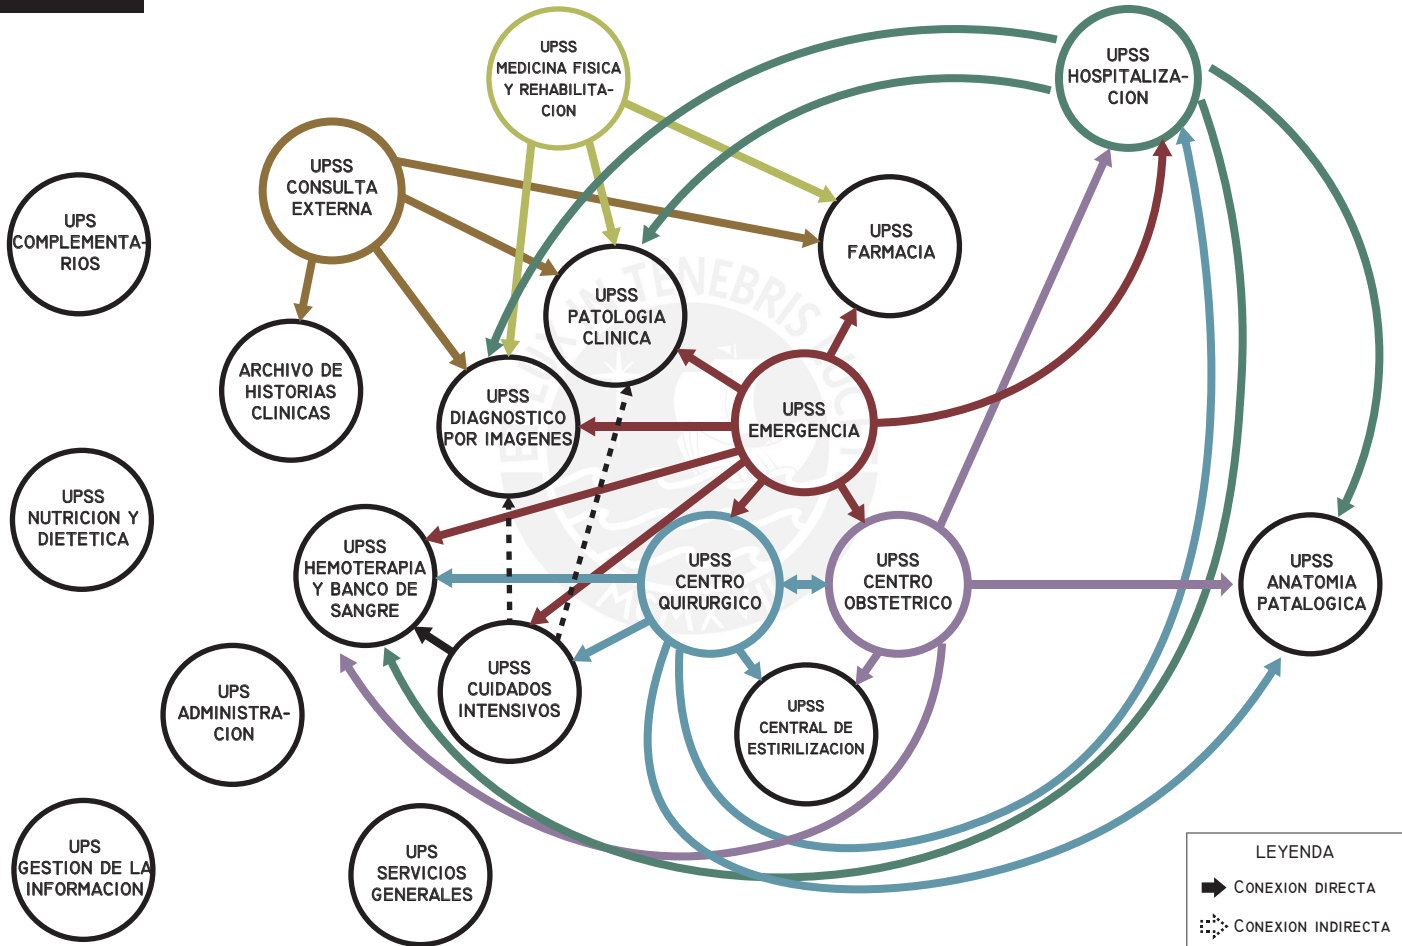 UPSS
MEDICINA FISICA
Y REHABILITA-
CION
UPSS
HOSPITALIZA-
CION
UPSS
CONSULTA
EXTERNA
UPS
COMPLEMENTA-
RIOS
UPSS
FARMACIA
UPSS
PATOLOGIA
CLINICA
ARCHIVO DE
HISTORIAS
CLINICAS
UPSS
DIAGNOSTICO
POR IMAGENES
UPSS
EMERGENCIA
UPSS
NUTRICION Y
DIETETICA
UPSS
HEMOTERAPIA
Y BANCO DE
SANGRE
UPSS
CENTRO
QUIRURGICO
UPSS
CENTRO
OBSTETRICO
UPSS
ANATOMIA
PATALOGICA
UPS
ADMINISTRA-
CION
UPSS
CUIDADOS
INTENSIVOS
UPSS
CENTRAL DE
ESTIRILIZACION
UPS
GESTION DE LA
INFORMACION
UPS
SERVICIOS
GENERALES
LEYENDA
CONEXION DIRECTA
CONEXION INDIRECTA
TENEBRIS